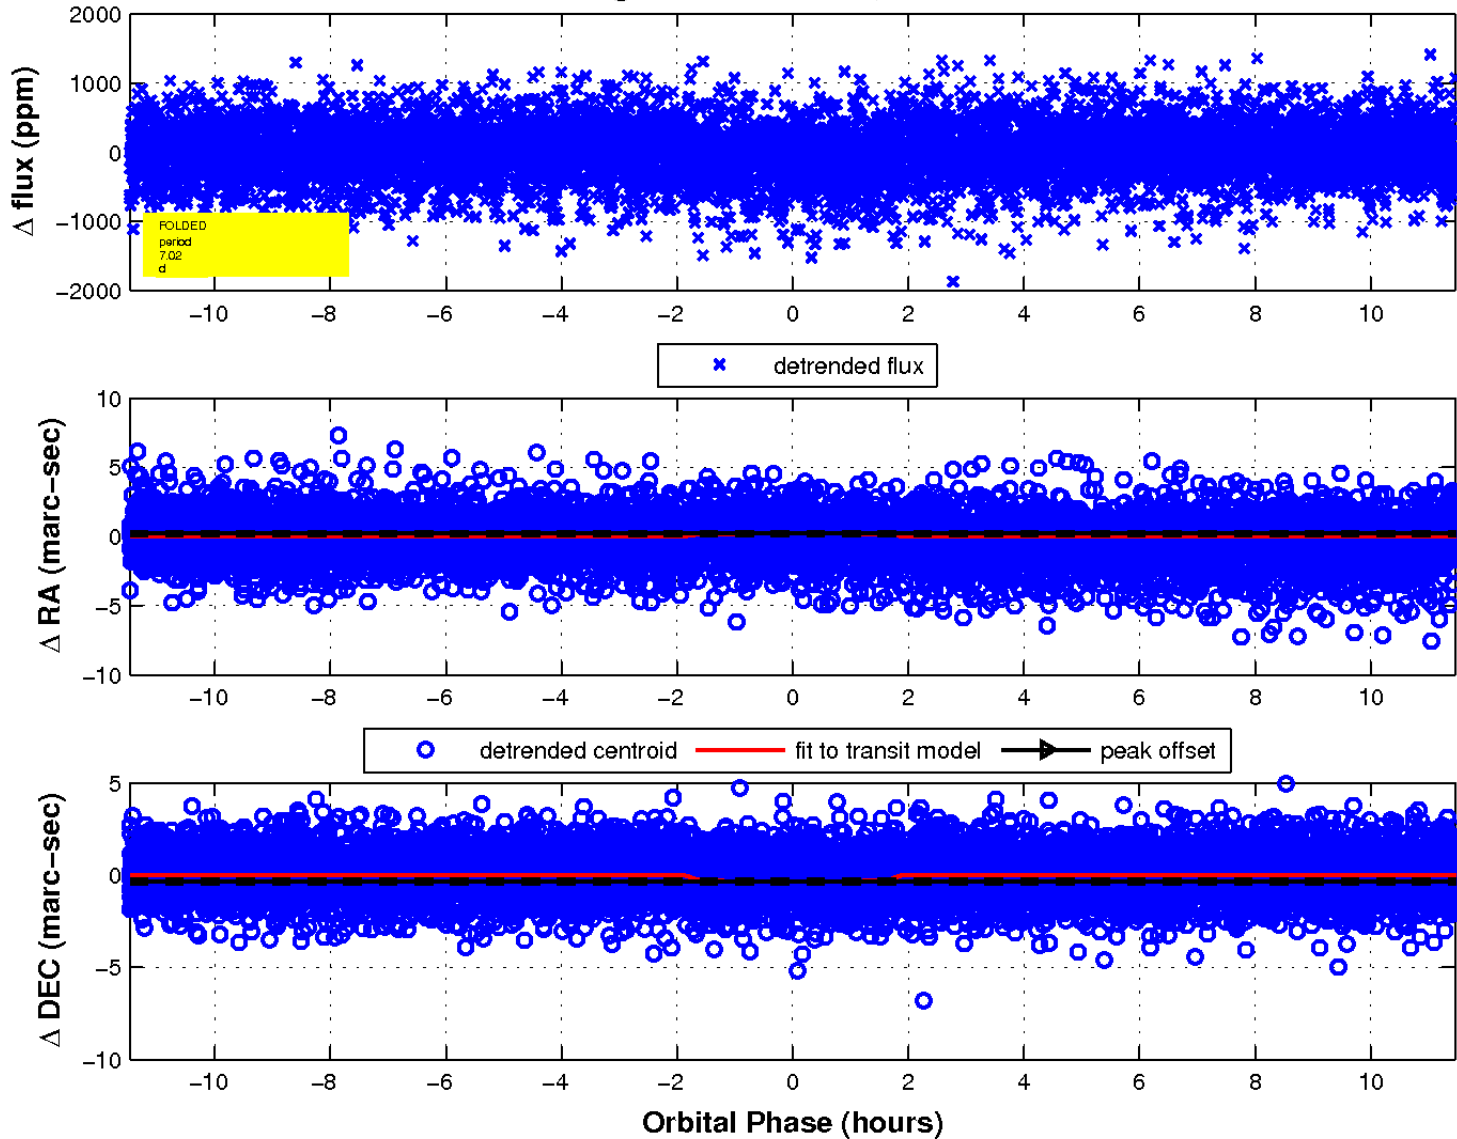 2000
1000
0
−1000
−2000
Δ flux (ppm)
FOLDED
period
7.02
d
−10 −8 −6 −4 −2 0 2 4 6 8 10
detrended flux
10
5
0
−5
−10
Δ RA (marc−sec)
−10 −8 −6 −4 −2 0 2 4 6 8 10
detrended centroid fit to transit model peak offset
5
0
−5
−10
Δ DEC (marc−sec)
−10 −8 −6 −4 −2 0 2 4 6 8 10
Orbital Phase (hours)